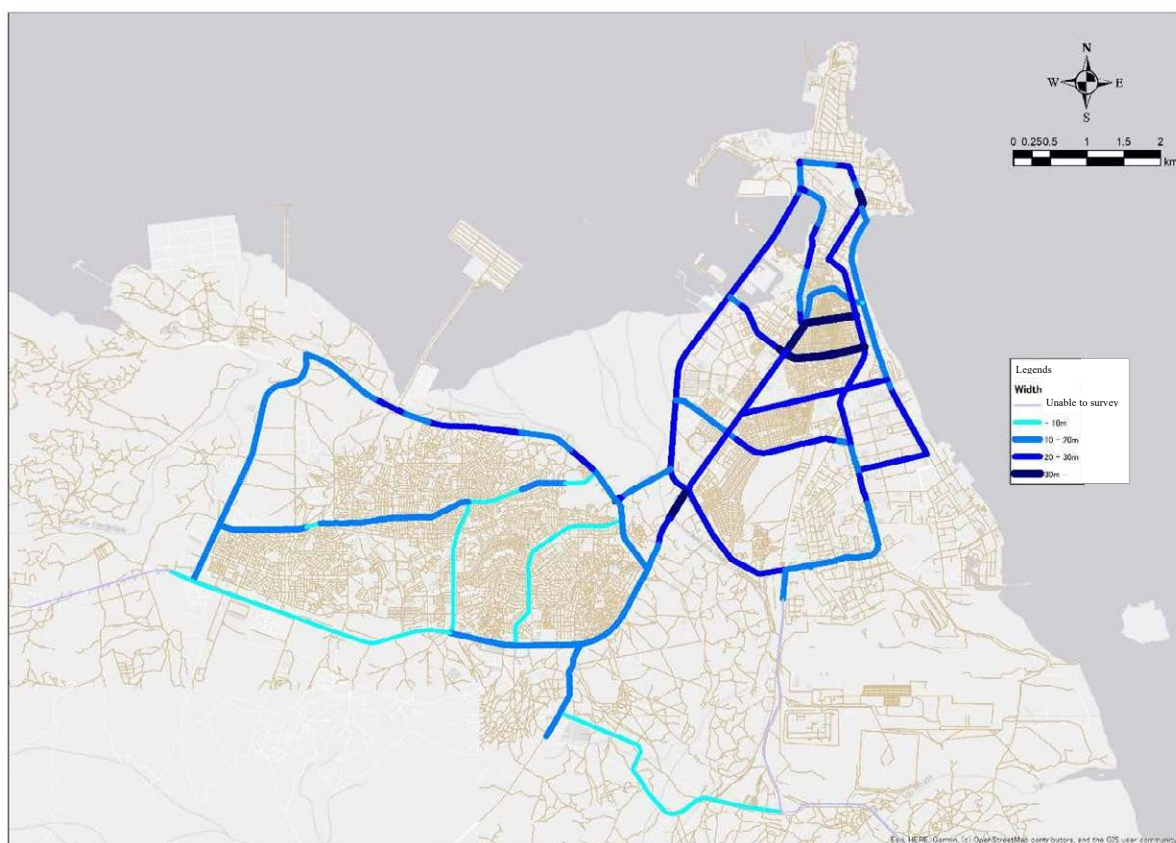 N
W E
S
0 0.250.5 1 1.5 2
km
Legends
Width
Unable to survey
- 10m
10 - 20m
20 - 30m
30m -
Esri, HERE, Garmin, (c) OpenStreetMap contributors, and the GIS user community